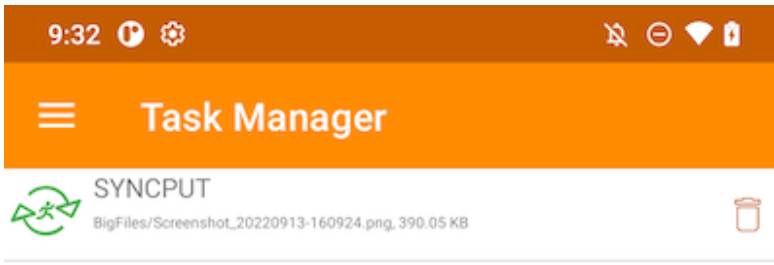 9:32
Task Manager
SYNCPUT
BigFiles/Screenshot_20220913-160924.png, 390.05 KB